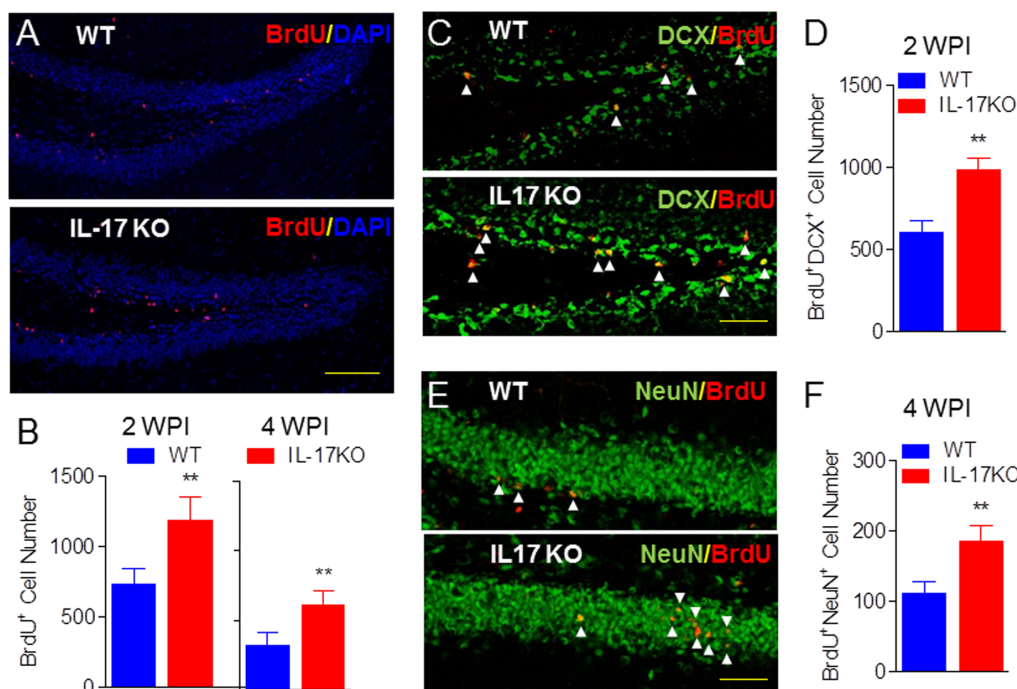 A
WT
BrdU/DAPI
IL-17 KO
BrdU/DAPI
B
2 WPI
4 WPI
WT
IL-17KO
BrdU⁺ Cell Number
1500
1000
500
0
**
**
C
WT
DCX/BrdU
IL17 KO
DCX/BrdU
D
2 WPI
WT
IL-17KO
BrdU⁺DCX⁺ Cell Number
1500
1000
500
0
**
E
WT
NeuN/BrdU
IL17 KO
NeuN/BrdU
F
4 WPI
WT
IL-17KO
BrdU⁺NeuN⁺ Cell Number
300
200
100
0
**